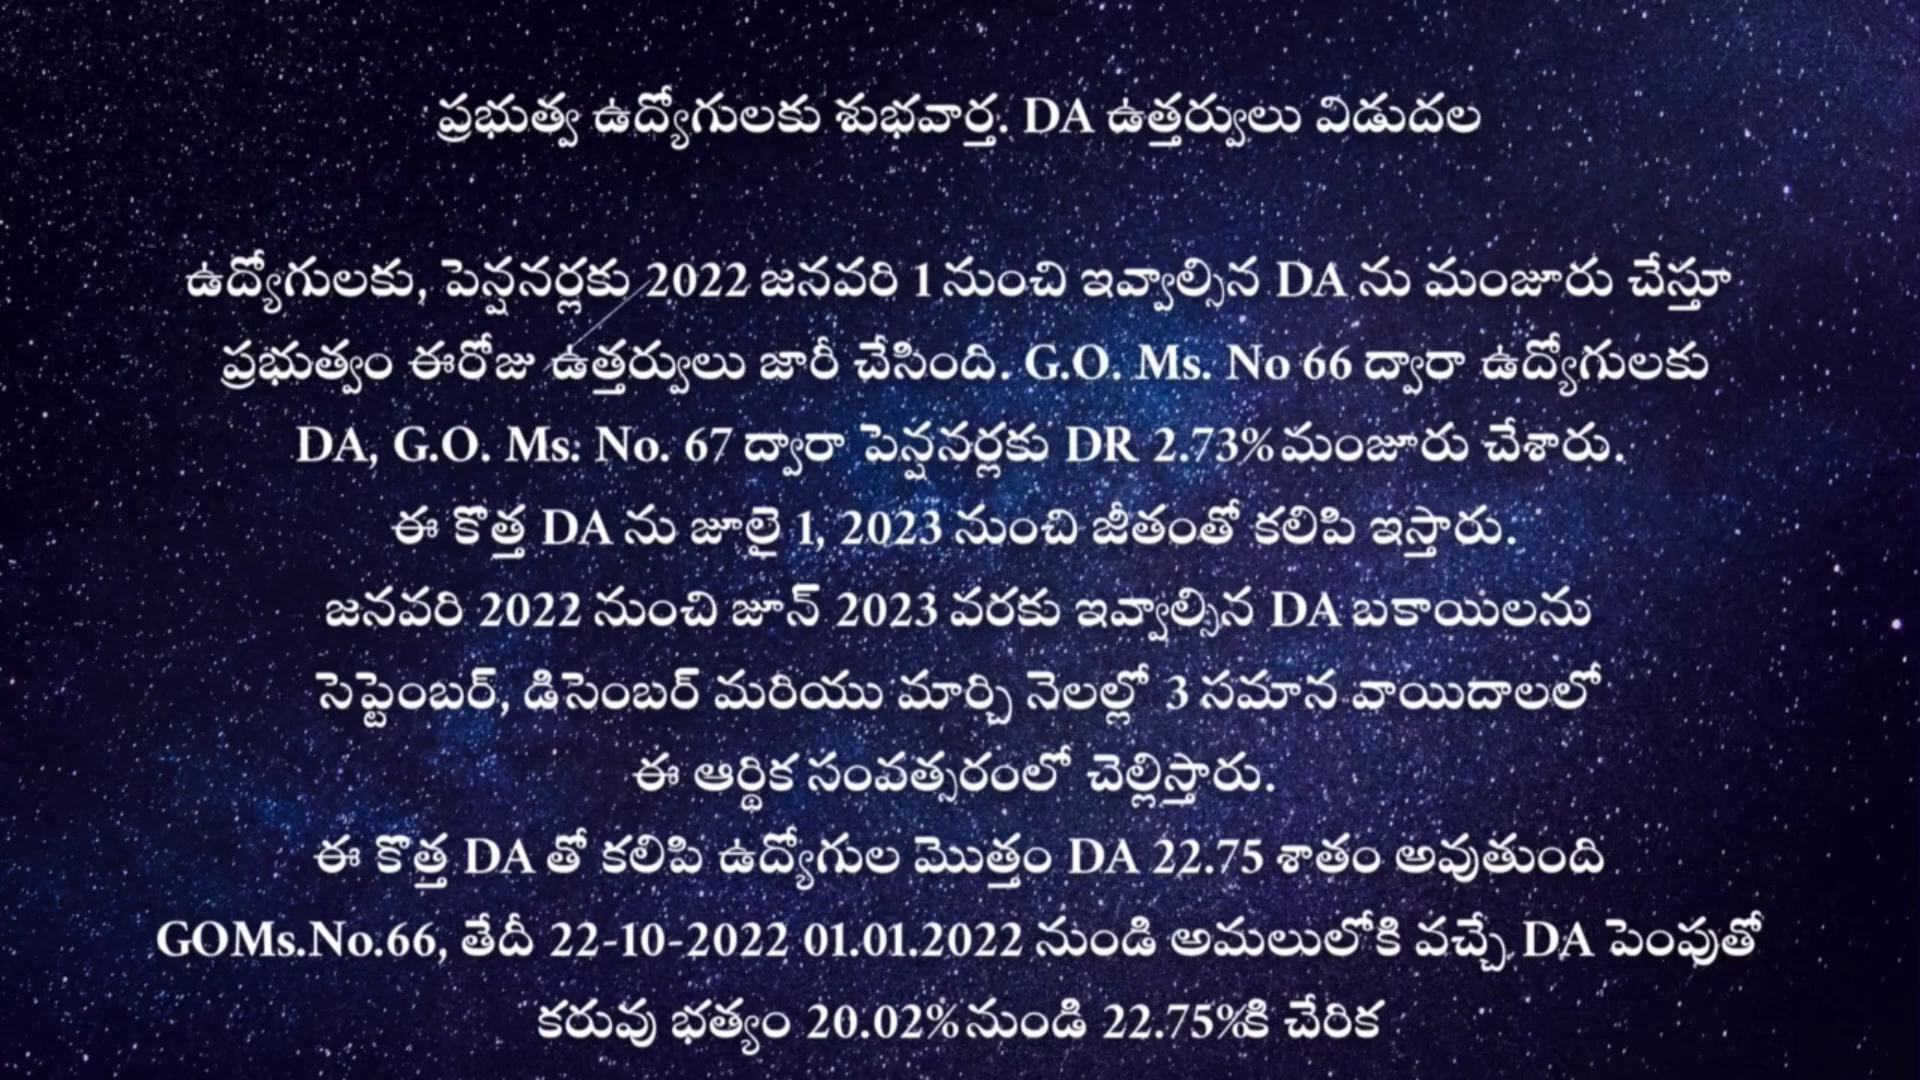 ప్రభుత్వ ఉద్యోగులకు శుభవార్త. DA ఉత్తర్వులు విడుదల
ఉద్యోగులకు, పెన్షనర్లకు 2022 జనవరి 1 నుంచి ఇవ్వాల్సిన DA ను మంజూరు చేస్తూ
ప్రభుత్వం ఈరోజు ఉత్తర్వులు జారీ చేసింది. G.O. Ms. No 66 ద్వారా ఉద్యోగులకు
DA, G.O. Ms: No. 67 ద్వారా పెన్షనర్లకు DR 2.73% మంజూరు చేశారు.
ఈ కొత్త DA ను జూలై 1, 2023 నుంచి జీతంతో కలిపి ఇస్తారు.
జనవరి 2022 నుంచి జూన్ 2023 వరకు ఇవ్వాల్సిన DA బకాయిలను
సెప్టెంబర్, డిసెంబర్ మరియు మార్చి నెలల్లో 3 సమాన వాయిదాలలో
ఈ ఆర్థిక సంవత్సరంలో చెల్లిస్తారు.
ఈ కొత్త DA తో కలిపి ఉద్యోగుల మొత్తం DA 22.75 శాతం అవుతుంది
GOMs.No.66, తేదీ 22-10-2022 01.01.2022 నుండి అమలులోకి వచ్చే DA పెంపుతో
కరువు భత్యం 20.02% నుండి 22.75%కి చేరిక